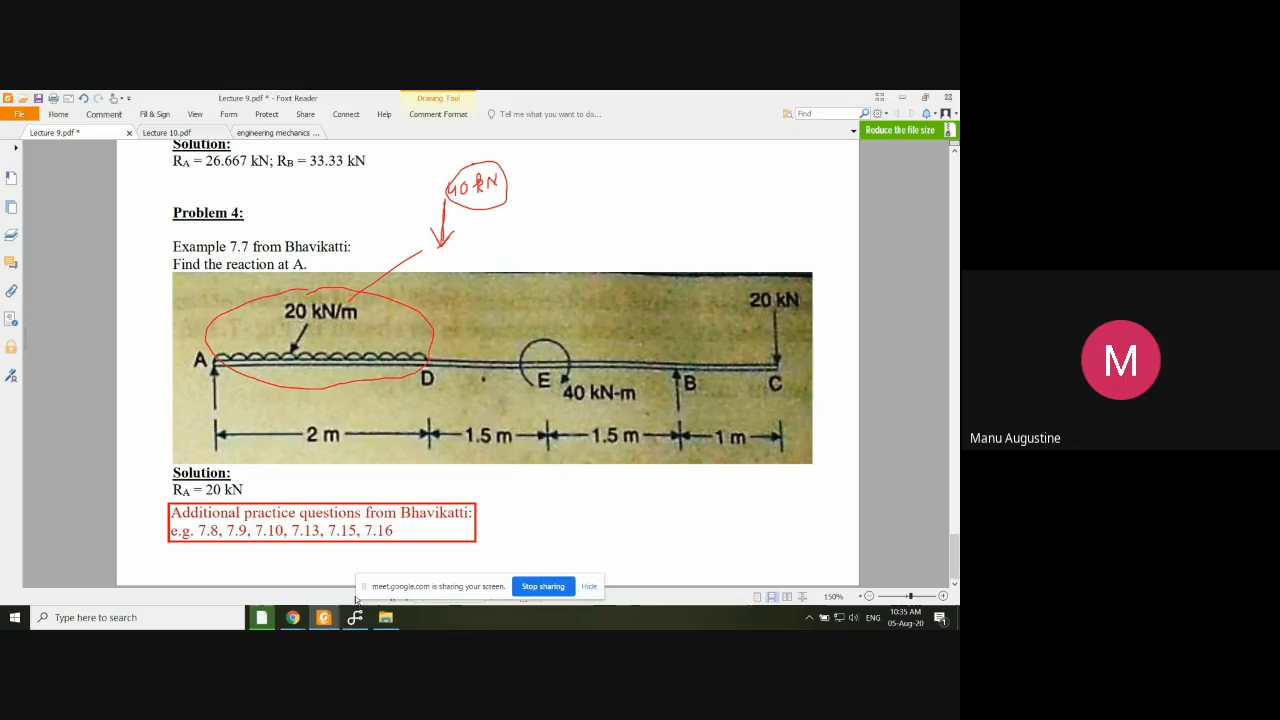 Lecture 9.pdf * - Foxit Reader
Drawing Tool
File Home Comment Fill & Sign View Form Protect Share Connect Help Comment Format Tell me what you want to do... Find
Lecture 9.pdf * Lecture 10.pdf engineering mechanics ...
Reduce the file size
Solution:
RA = 26.667 kN; RB = 33.33 kN
40 kN
Problem 4:
Example 7.7 from Bhavikatti:
Find the reaction at A.
20 kN/m
20 kN
A
D
E
B
C
40 kN-m
2 m
1.5 m
1.5 m
1 m
Solution:
RA = 20 kN
Additional practice questions from Bhavikatti:
e.g. 7.8, 7.9, 7.10, 7.13, 7.15, 7.16
meet.google.com is sharing your screen. Stop sharing Hide
150%
Type here to search
ENG
10:35 AM
05-Aug-20
M
Manu Augustine